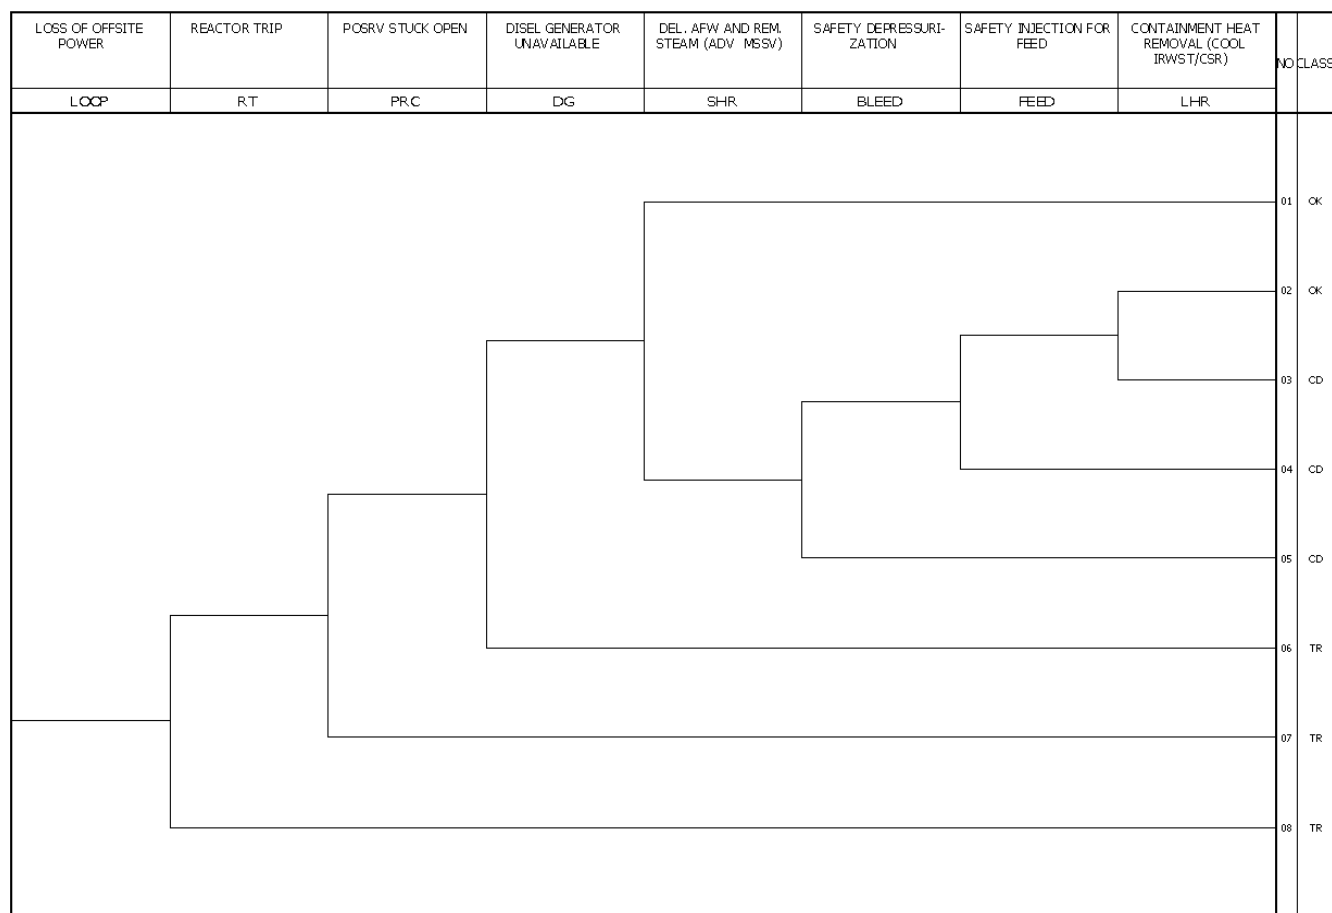 LOSS OF OFFSITE
POWER
REACTOR TRIP
POSRV STUCK OPEN
DISEL GENERATOR
UNAVAILABLE
DEL. AFW AND REM.
STEAM (ADV MSSV)
SAFETY DEPRESSURI-
ZATION
SAFETY INJECTION FOR
FEED
CONTAINMENT HEAT
REMOVAL (COOL
IRWST/CSR)
NO
CLASS
LOOP
RT
PRC
DG
SHR
BLEED
FEED
LHR
01 OK
02 OK
03 CD
04 CD
05 CD
06 TR
07 TR
08 TR